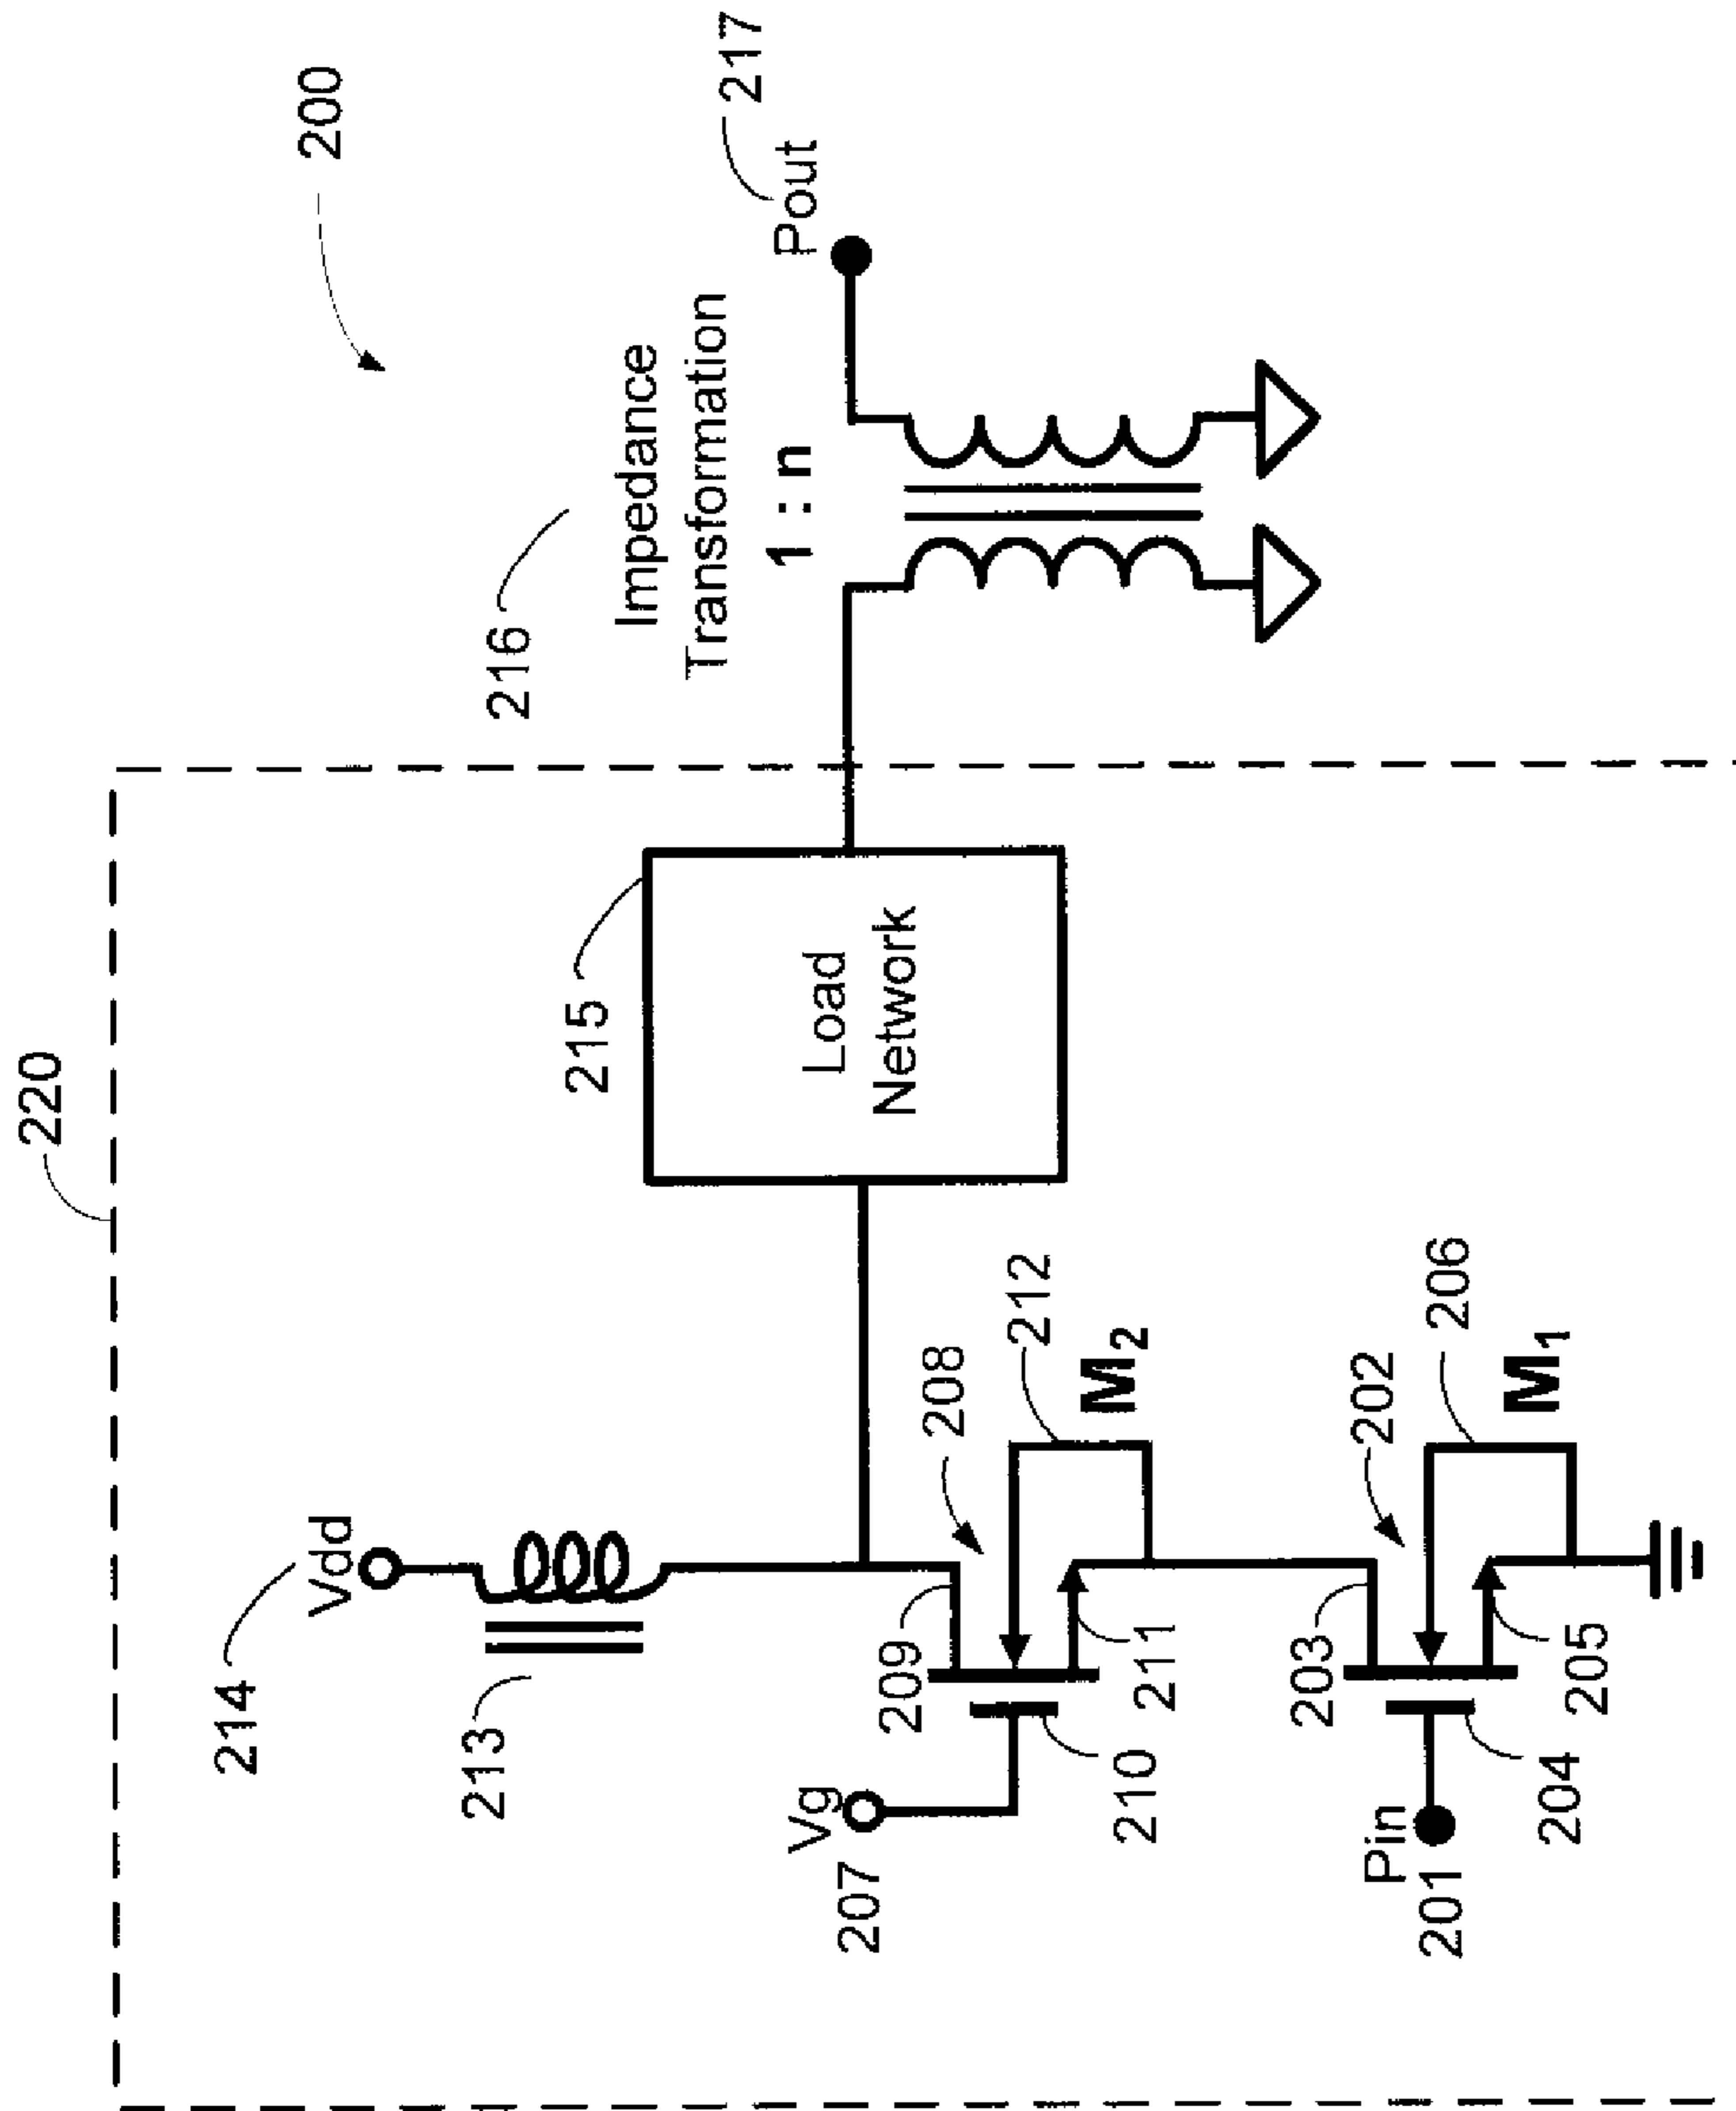 220
200
214
Vdd
213
215
216
Impedance
Transformation
1 : n
217
Pout
Load
Network
Vg
207
209
208
210
211
212
M2
Pin
201
203
202
204
205
206
M1